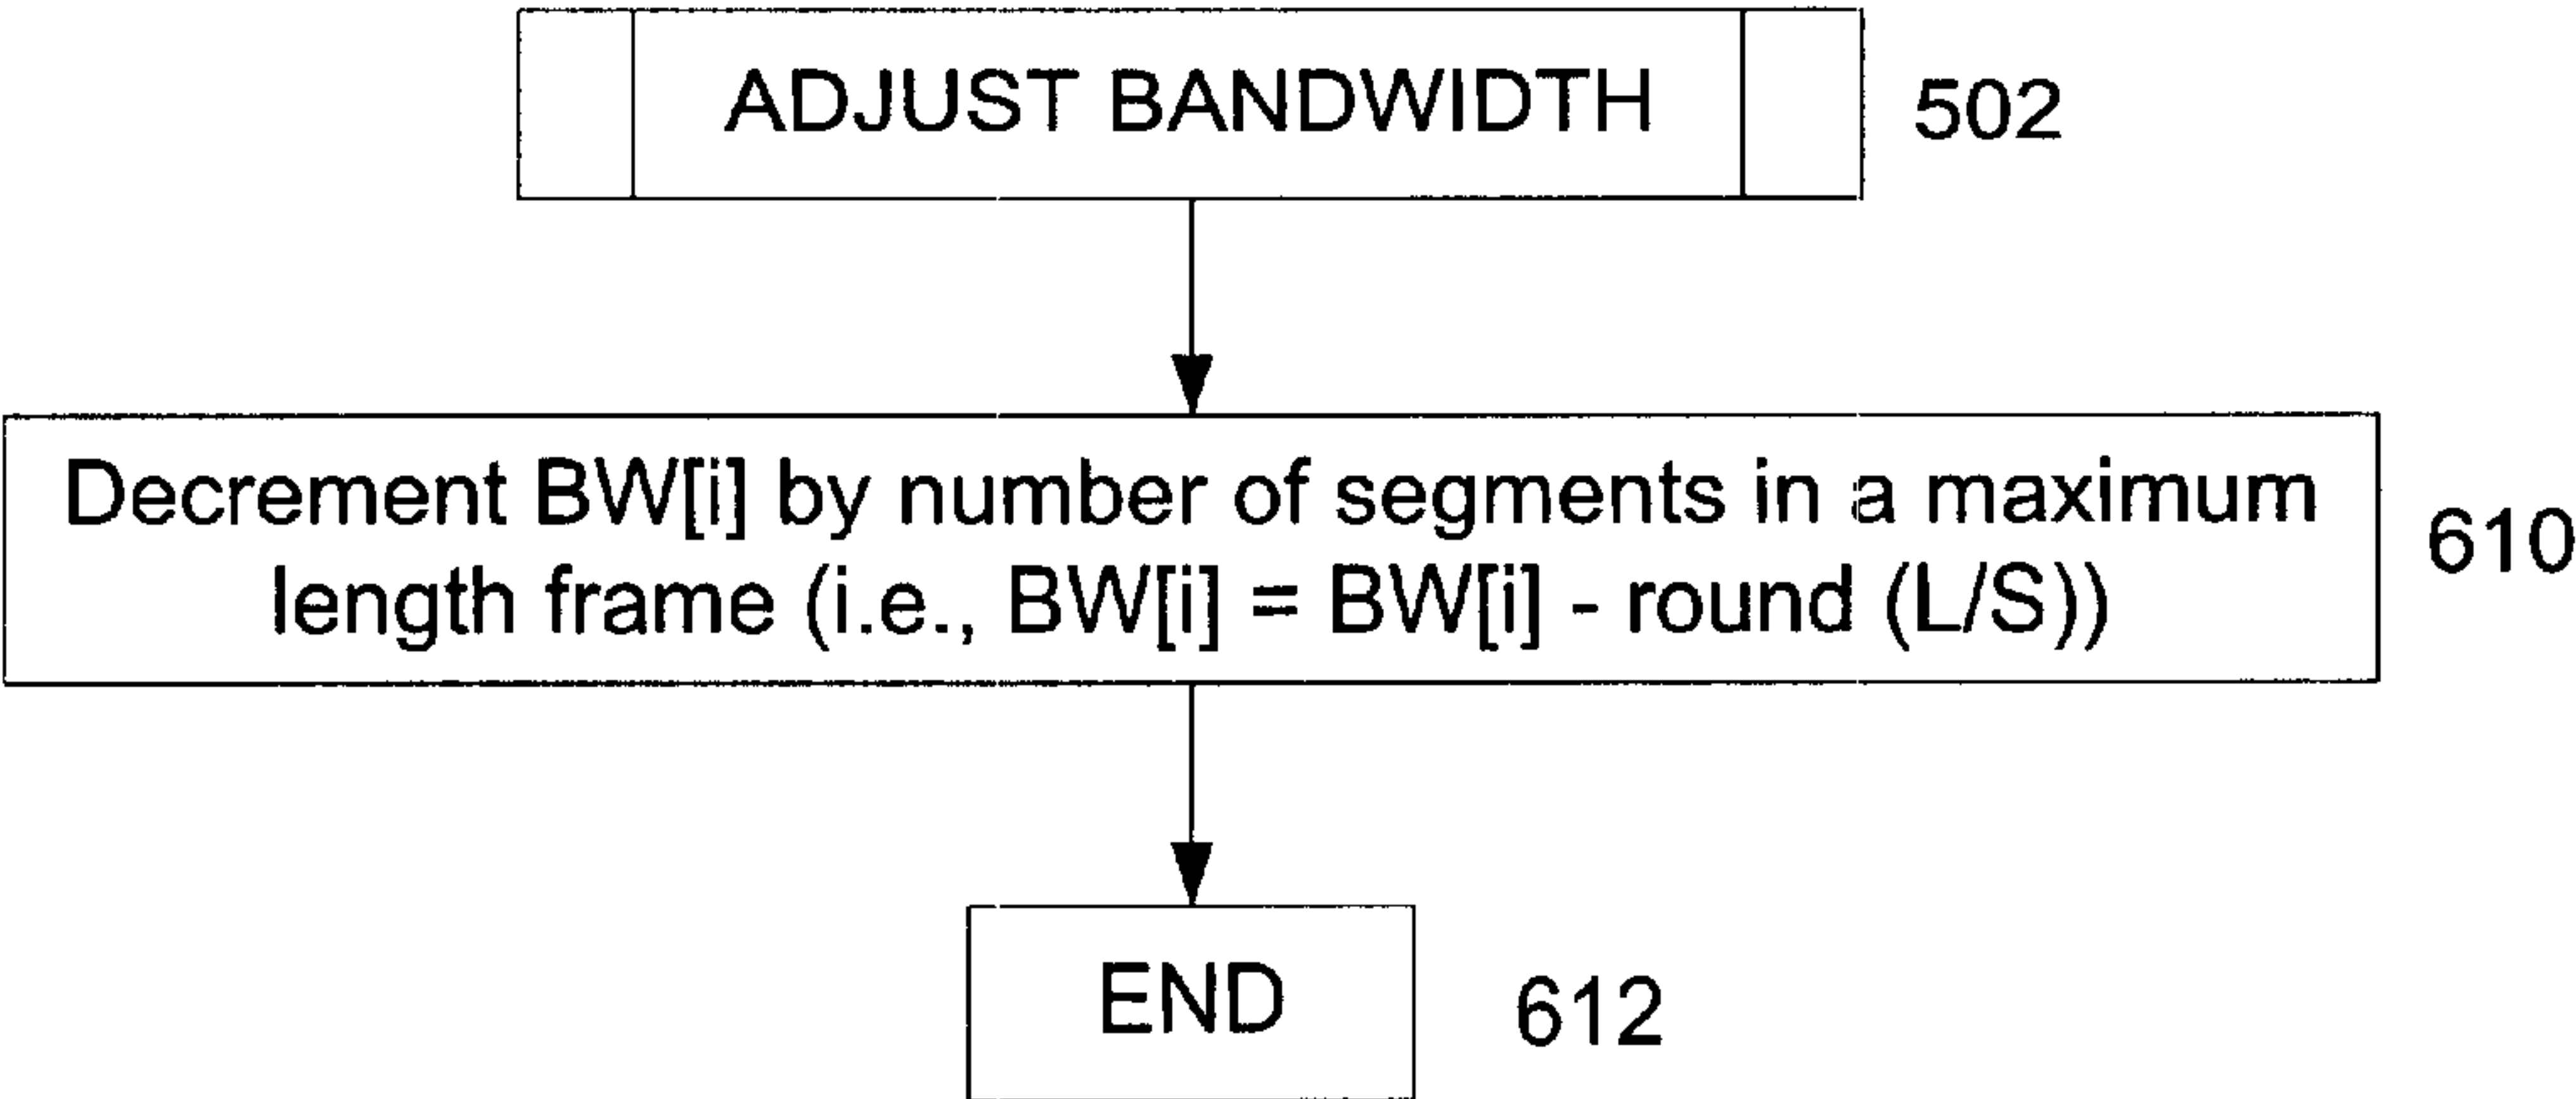 ADJUST BANDWIDTH
502
Decrement BW[i] by number of segments in a maximum
length frame (i.e., BW[i] = BW[i] - round (L/S))
610
END
612